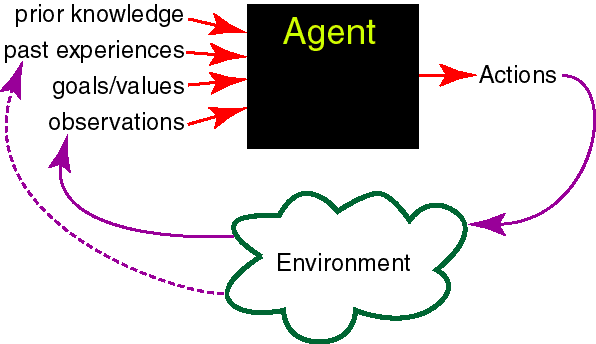 prior knowledge
past experiences
goals/values
observations
Agent
Actions
Environment